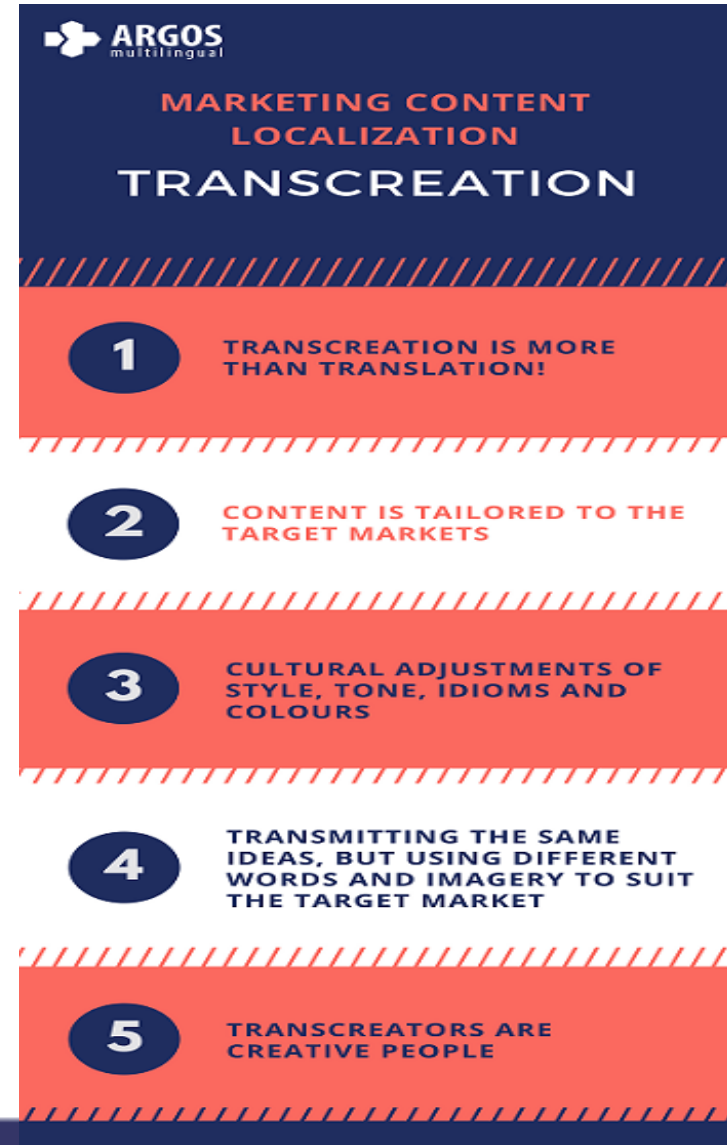 ARGOS
multilingual
MARKETING CONTENT
LOCALIZATION
TRANSCREATION
1
TRANSCREATION IS MORE
THAN TRANSLATION!
2
CONTENT IS TAILORED TO THE
TARGET MARKETS
3
CULTURAL ADJUSTMENTS OF
STYLE, TONE, IDIOMS AND
COLOURS
4
TRANSMITTING THE SAME
IDEAS, BUT USING DIFFERENT
WORDS AND IMAGERY TO SUIT
THE TARGET MARKET
5
TRANSCREATORS ARE
CREATIVE PEOPLE